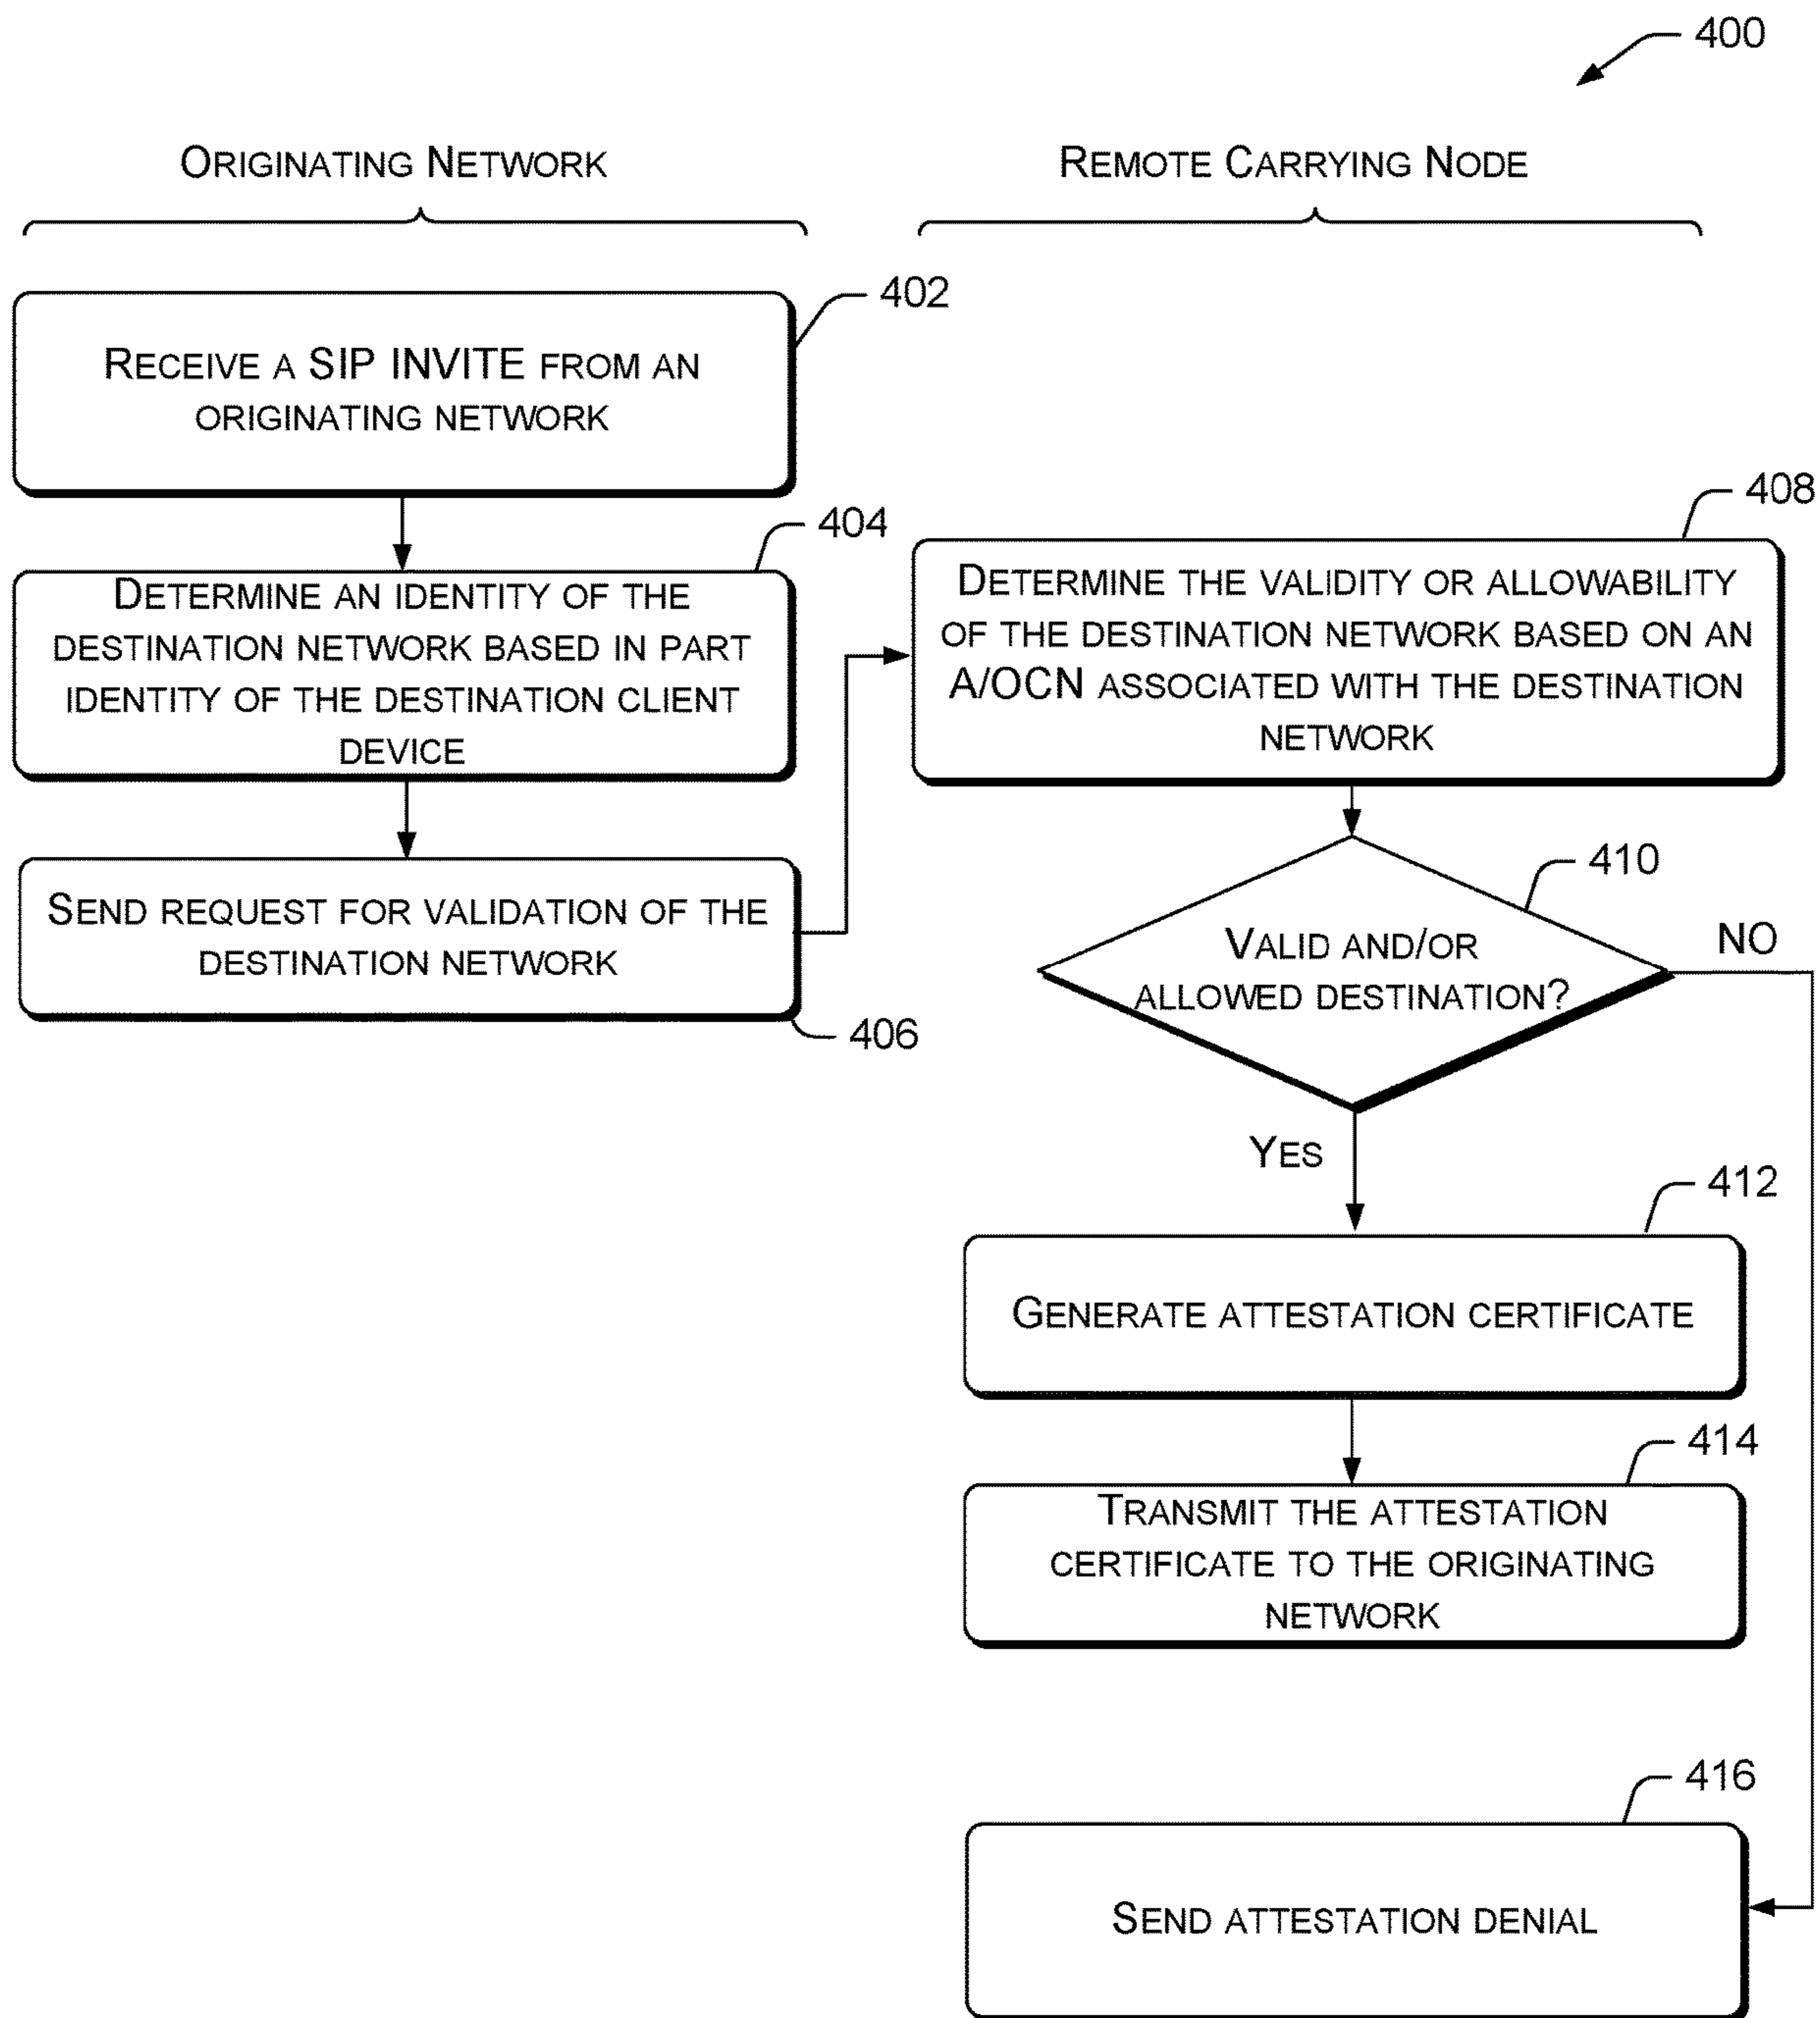 400
ORIGINATING NETWORK
REMOTE CARRYING NODE
402
RECEIVE A SIP INVITE FROM AN
ORIGINATING NETWORK
404
DETERMINE AN IDENTITY OF THE
DESTINATION NETWORK BASED IN PART
IDENTITY OF THE DESTINATION CLIENT
DEVICE
SEND REQUEST FOR VALIDATION OF THE
DESTINATION NETWORK
406
408
DETERMINE THE VALIDITY OR ALLOWABILITY
OF THE DESTINATION NETWORK BASED ON AN
A/OCN ASSOCIATED WITH THE DESTINATION
NETWORK
410
VALID AND/OR
ALLOWED DESTINATION?
NO
YES
412
GENERATE ATTESTATION CERTIFICATE
414
TRANSMIT THE ATTESTATION
CERTIFICATE TO THE ORIGINATING
NETWORK
416
SEND ATTESTATION DENIAL